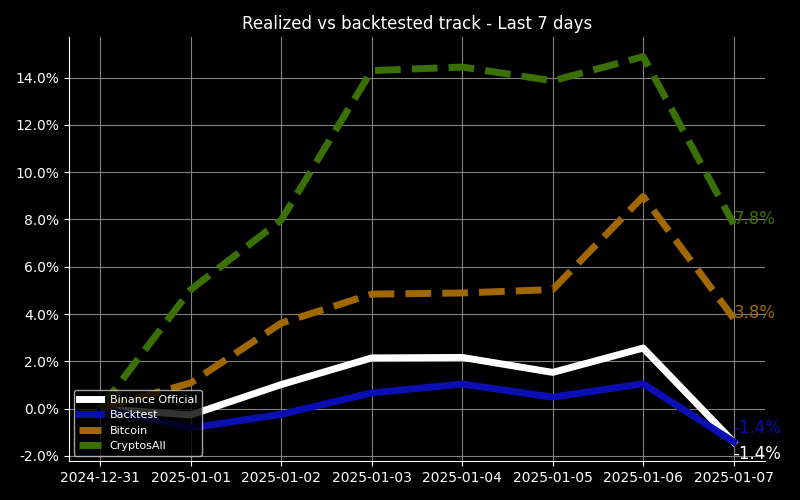 Realized vs backtested track - Last 7 days
14.0%
12.0%
10.0%
8.0%
6.0%
4.0%
2.0%
0.0%
-2.0%
7.8%
3.8%
-1.4%
-1.4%
Binance Official
Backtest
Bitcoin
CryptosAll
2024-12-31 2025-01-01 2025-01-02 2025-01-03 2025-01-04 2025-01-05 2025-01-06 2025-01-07